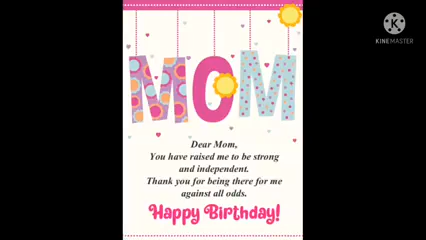 KINEMASTER
MOM
Dear Mom,
You have raised me to be strong
and independent.
Thank you for being there for me
against all odds.
Happy Birthday!